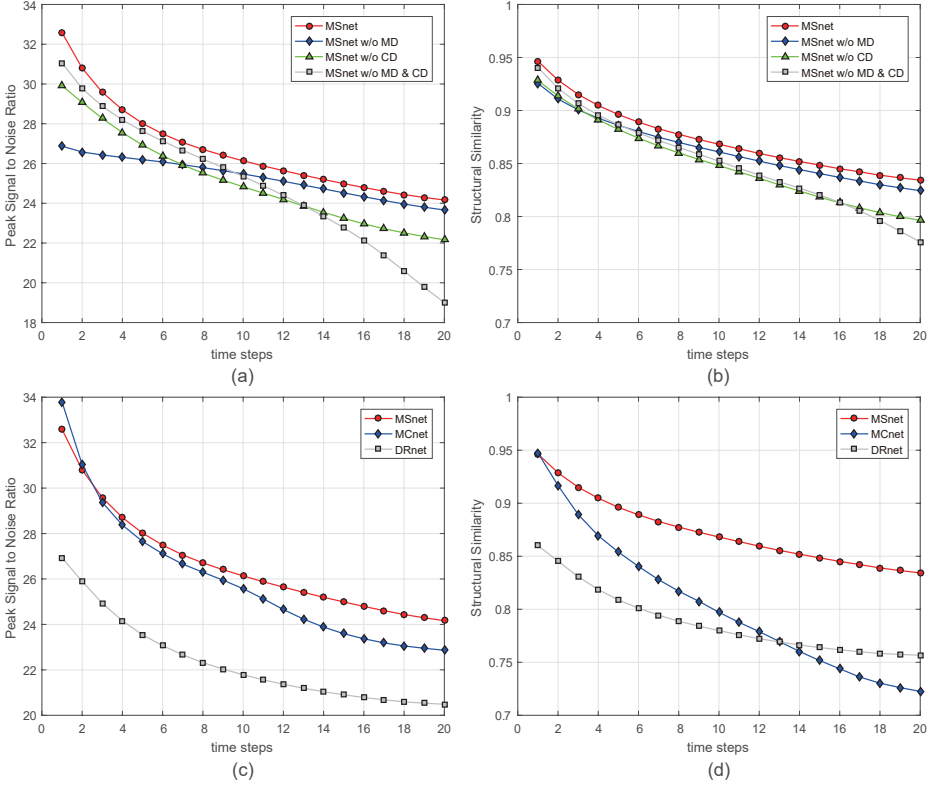 34
32
30
28
26
24
22
20
18
Peak Signal to Noise Ratio
MSnet
MSnet w/o MD
MSnet w/o CD
MSnet w/o MD & CD
0 2 4 6 8 10 12 14 16 18 20
time steps
(a)
1
0.95
0.9
0.85
0.8
0.75
0.7
Structural Similarity
MSnet
MSnet w/o MD
MSnet w/o CD
MSnet w/o MD & CD
0 2 4 6 8 10 12 14 16 18 20
time steps
(b)
34
32
30
28
26
24
22
20
Peak Signal to Noise Ratio
MSnet
MCnet
DRnet
0 2 4 6 8 10 12 14 16 18 20
time steps
(c)
1
0.95
0.9
0.85
0.8
0.75
0.7
Structural Similarity
MSnet
MCnet
DRnet
0 2 4 6 8 10 12 14 16 18 20
time steps
(d)